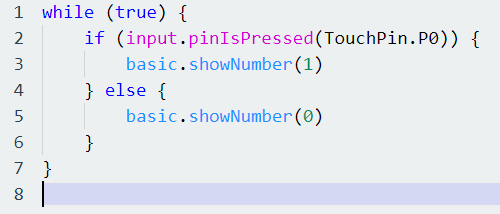 1 while (true) {
2     if (input.pinIsPressed(TouchPin.P0)) {
3         basic.showNumber(1)
4     } else {
5         basic.showNumber(0)
6     }
7 }
8